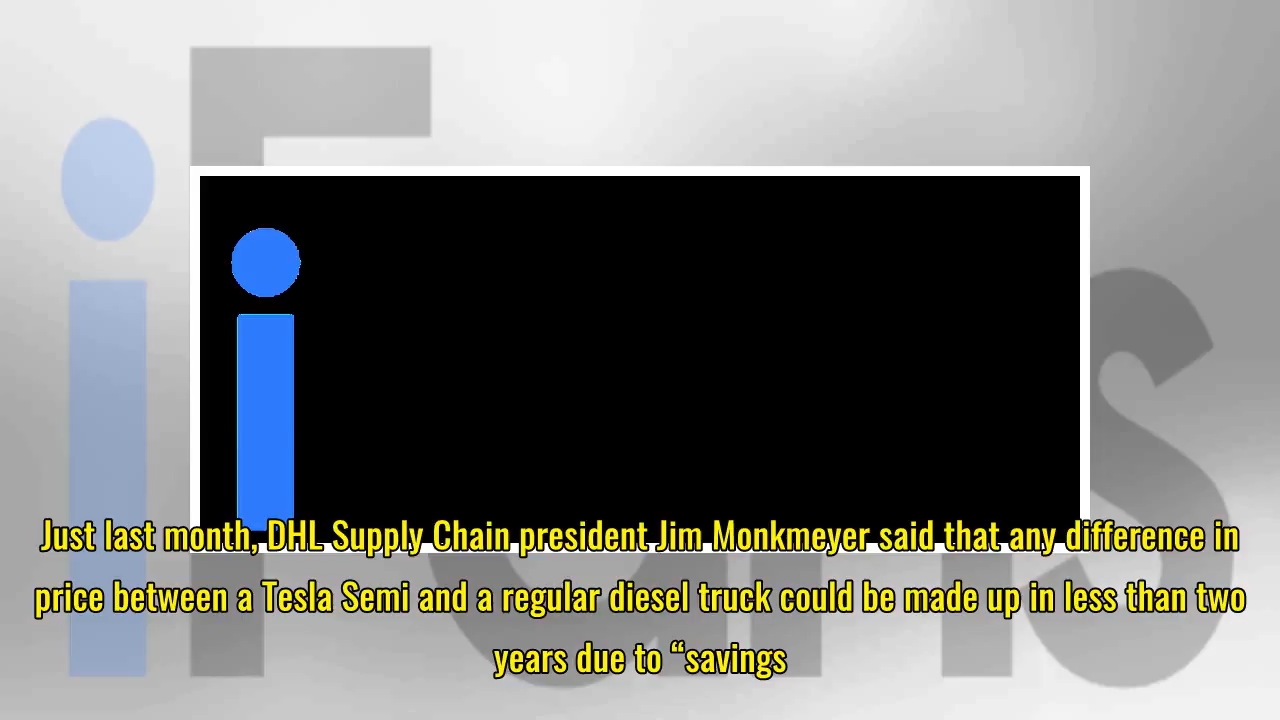 i
Just last month, DHL Supply Chain president Jim Monkmeyer said that any difference in
price between a Tesla Semi and a regular diesel truck could be made up in less than two
years due to “savings